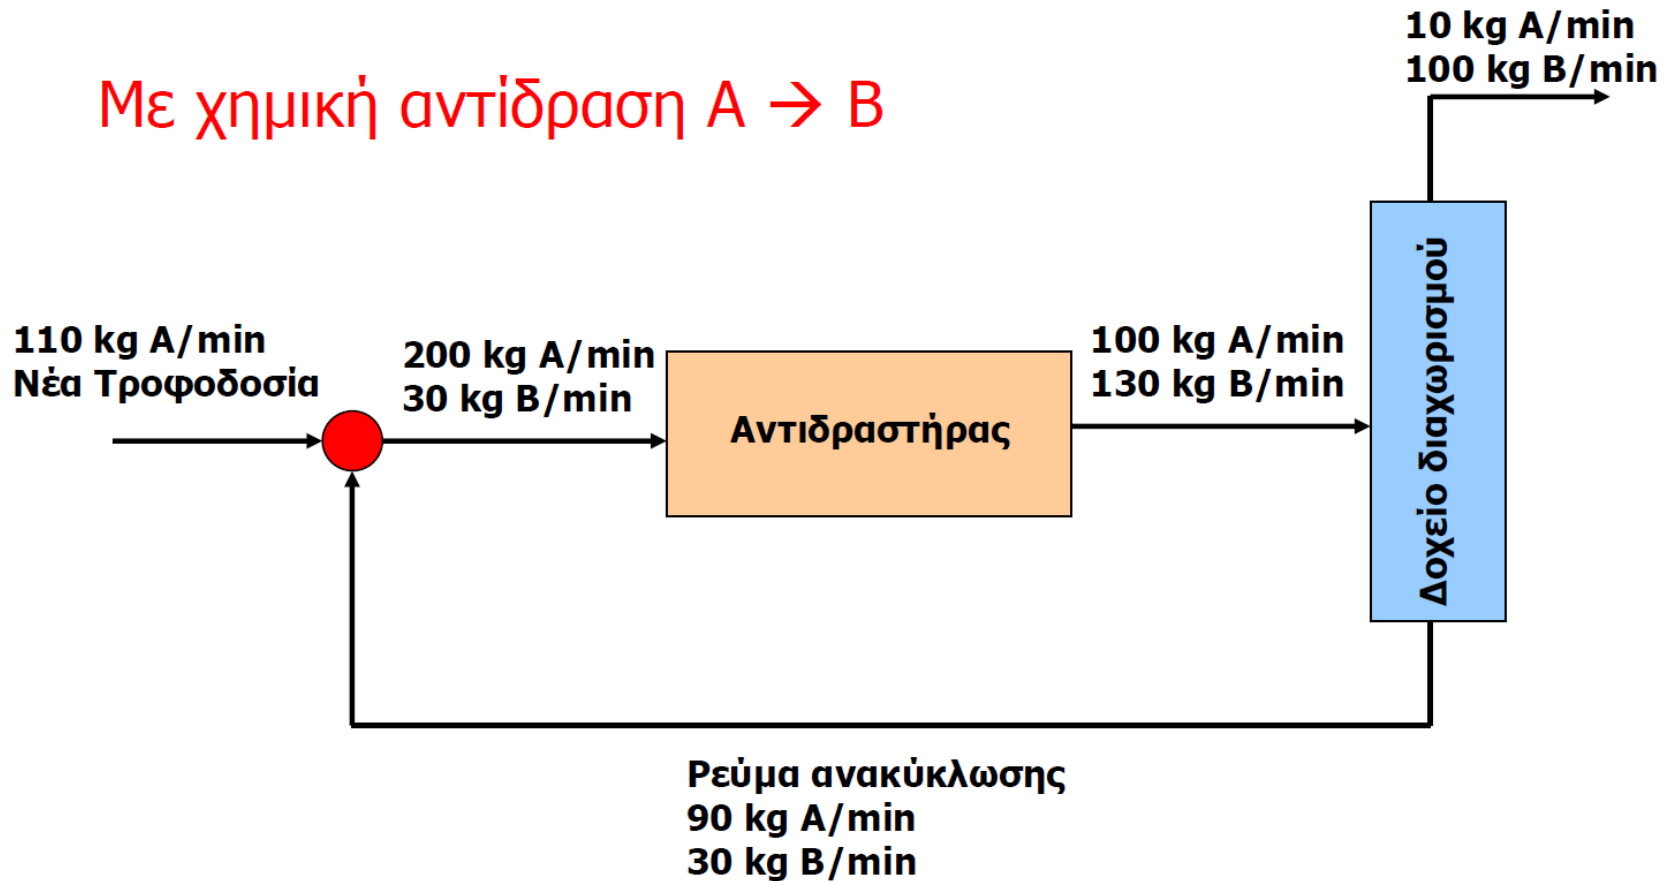 Με χημική αντίδραση Α → Β
10 kg A/min
100 kg B/min
110 kg A/min
Νέα Τροφοδοσία
200 kg A/min
30 kg B/min
Αντιδραστήρας
100 kg A/min
130 kg B/min
Δοχείο διαχωρισμού
Ρεύμα ανακύκλωσης
90 kg A/min
30 kg B/min